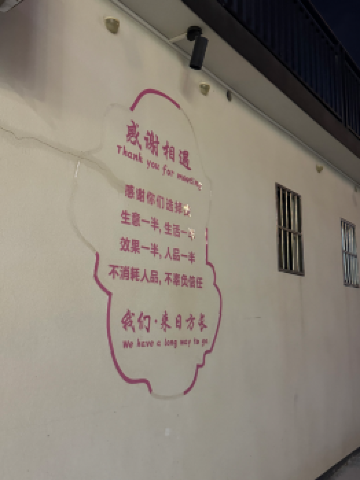 感谢相遇
Thank you for meeting
感谢你们选择
生意一半,生活一半
效果一半,人品一半
不消耗人品,不辜负信任
我们·来日方长
We have a long way to go